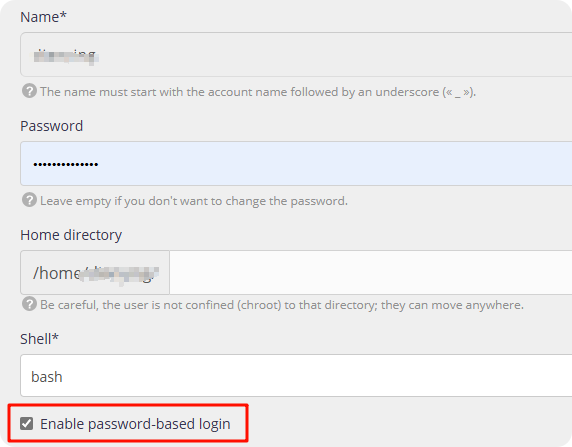 Name*
The name must start with the account name followed by an underscore (« _ »).
Password
••••••••••••••
Leave empty if you don't want to change the password.
Home directory
/home/
Be careful, the user is not confined (chroot) to that directory; they can move anywhere.
Shell*
bash
Enable password-based login